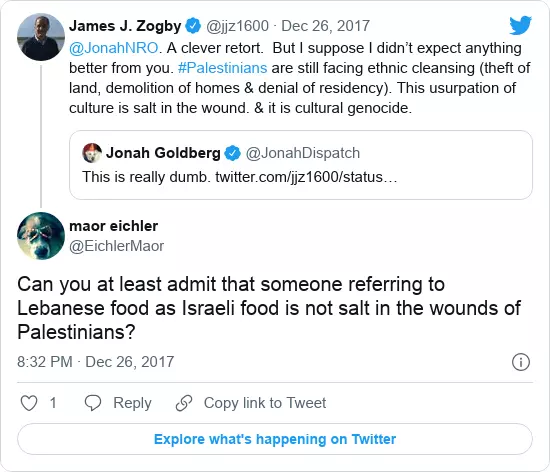 James J. Zogby @jjz1600 · Dec 26, 2017
@JonahNRO. A clever retort. But I suppose I didn't expect anything
better from you. #Palestinians are still facing ethnic cleansing (theft of
land, demolition of homes & denial of residency). This usurpation of
culture is salt in the wound. & it is cultural genocide.
Jonah Goldberg @JonahDispatch
This is really dumb. twitter.com/jjz1600/status…
maor eichler
@EichlerMaor
Can you at least admit that someone referring to
Lebanese food as Israeli food is not salt in the wounds of
Palestinians?
8:32 PM · Dec 26, 2017
1 Reply Copy link to Tweet
Explore what's happening on Twitter